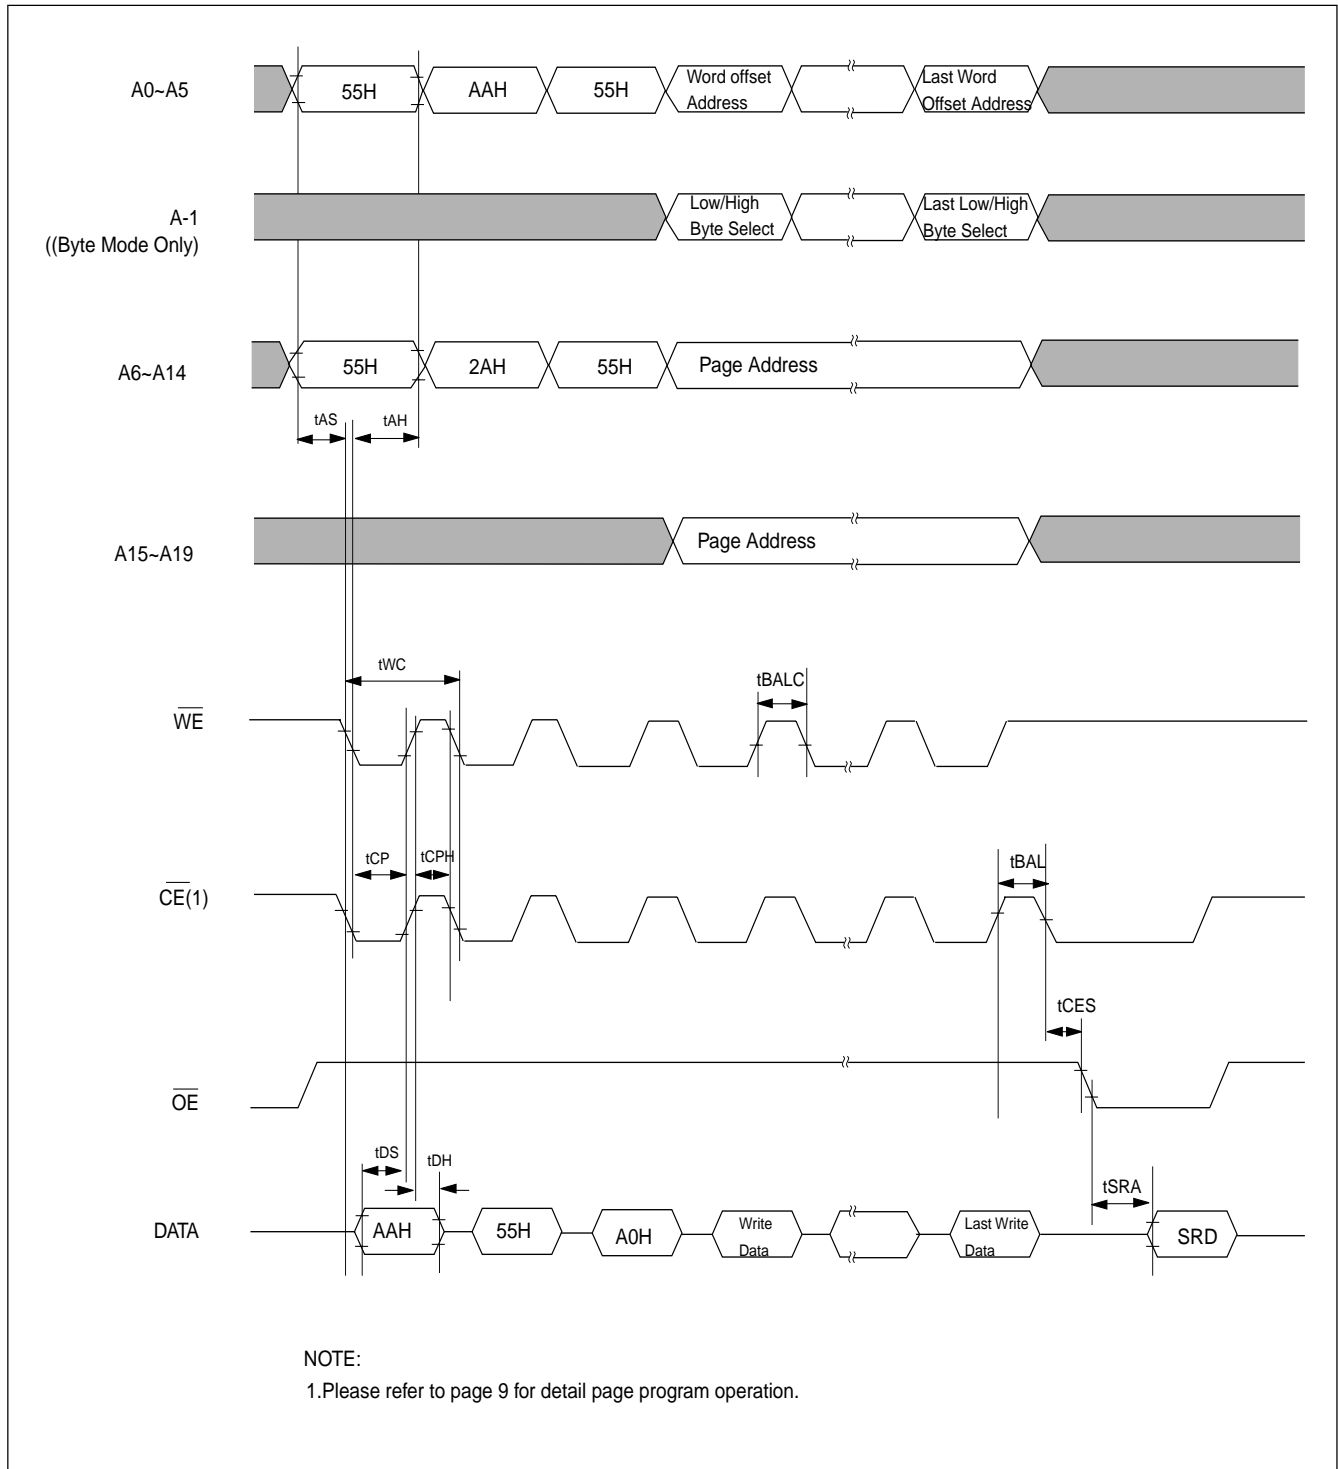 A0~A5
55H
AAH
55H
Word offset
Address
Last Word
Offset Address
A-1
((Byte Mode Only)
Low/High
Byte Select
Last Low/High
Byte Select
A6~A14
55H
2AH
55H
Page Address
tAS
tAH
A15~A19
Page Address
tWC
tBALC
WE
tCP
tCPH
tBAL
CE(1)
tCES
OE
tDS
tDH
tSRA
DATA
AAH
55H
A0H
Write
Data
Last Write
Data
SRD
NOTE:
1.Please refer to page 9 for detail page program operation.